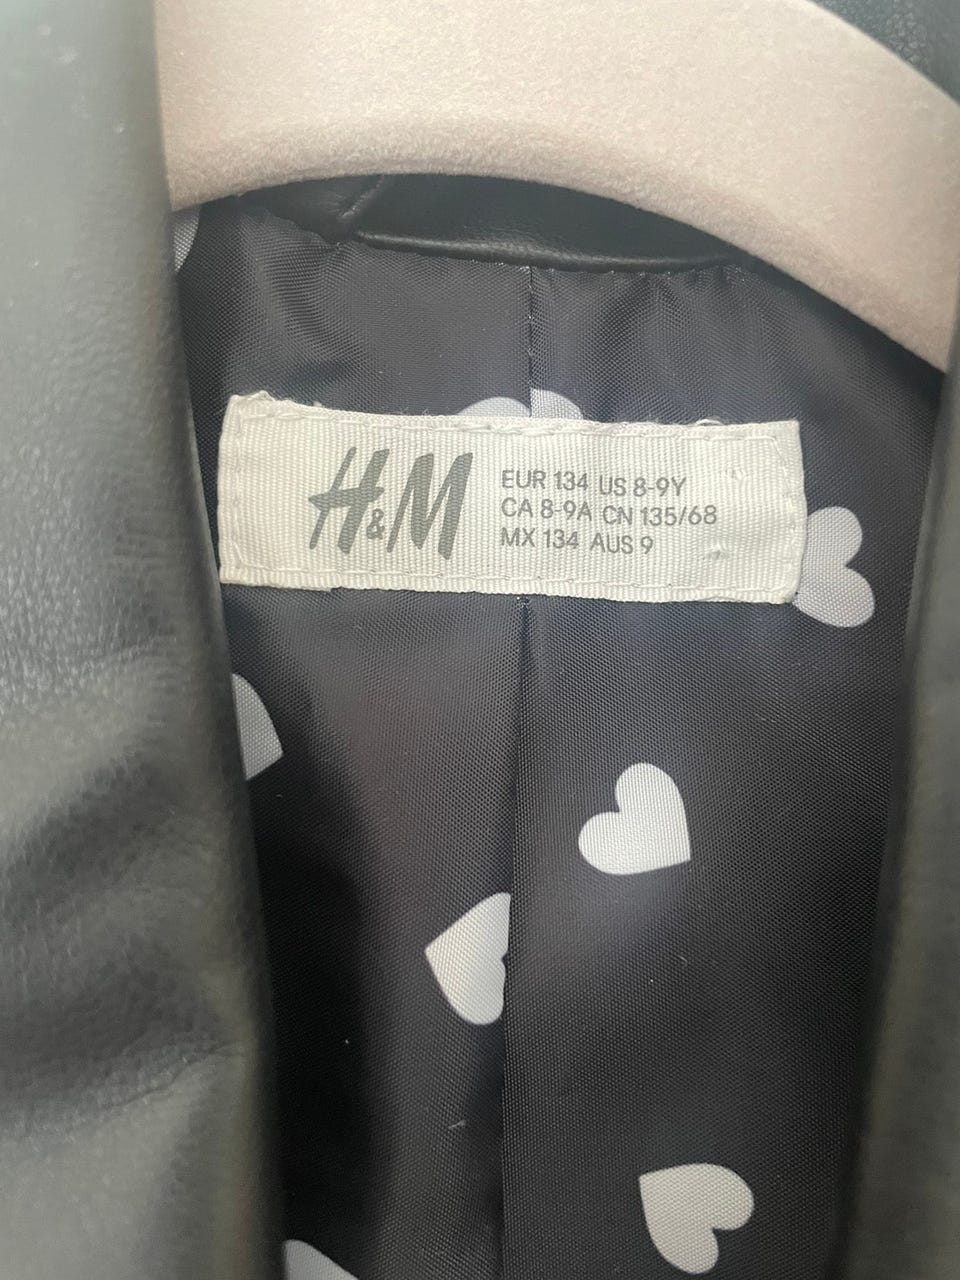 H&M
EUR 134 US 8-9Y
CA 8-9A CN 135/68
MX 134 AUS 9